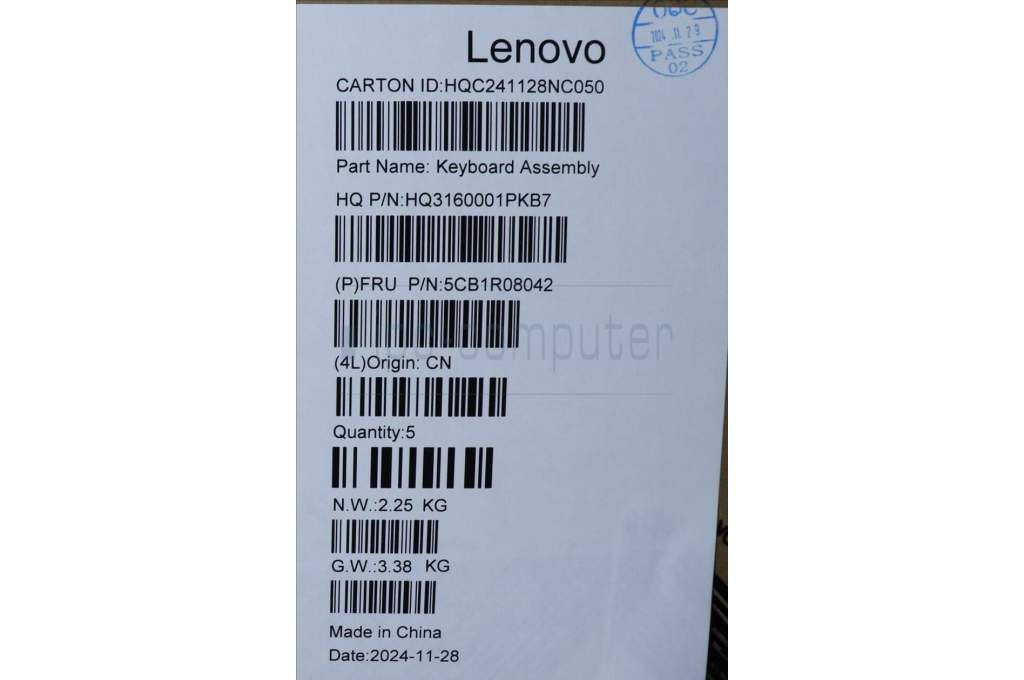 OQC
2024.11.29
PASS
02
Lenovo
CARTON ID:HQC241128NC050
Part Name: Keyboard Assembly
HQ P/N:HQ3160001PKB7
(P)FRU P/N:5CB1R08042
computer
(4L)Origin: CN
Quantity:5
N.W.:2.25 KG
G.W.:3.38 KG
Made in China
Date:2024-11-28